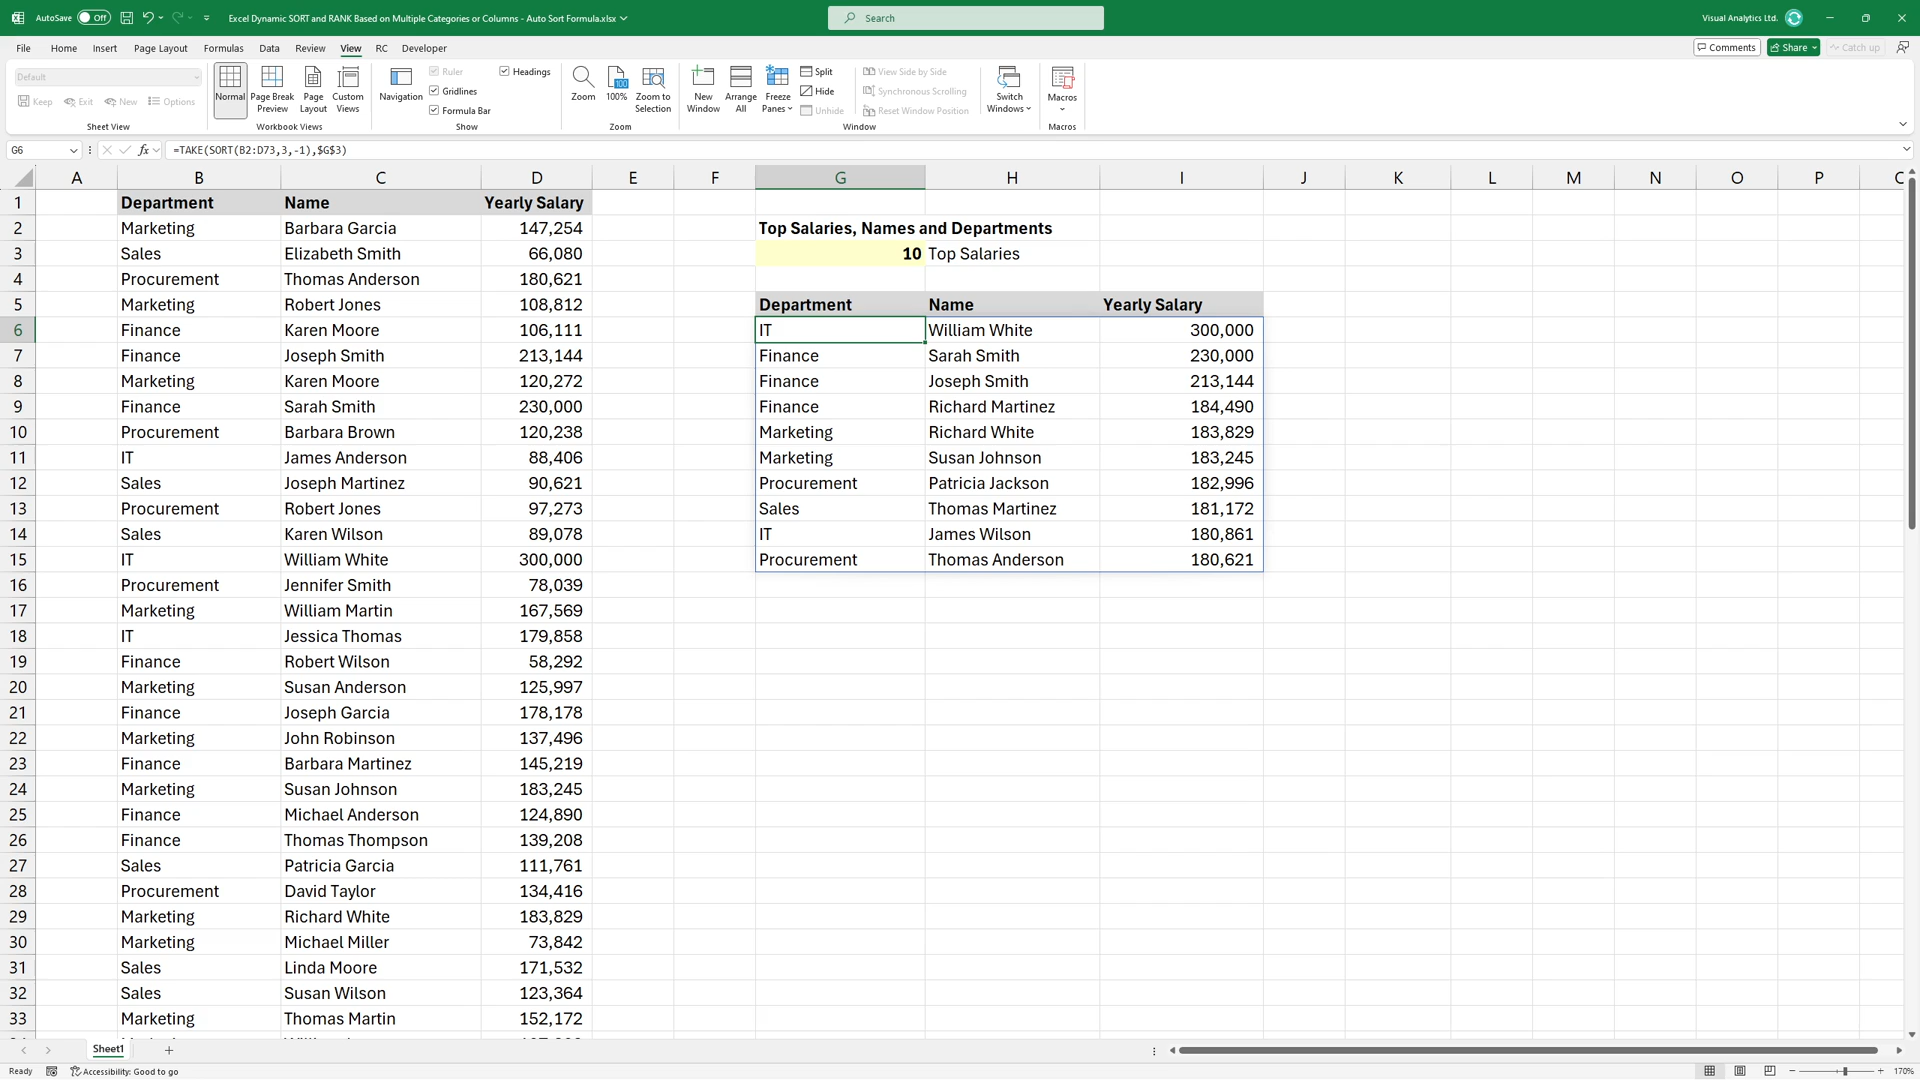 AutoSave Off Excel Dynamic SORT and RANK Based on Multiple Categories or Columns - Auto Sort Formula.xlsx Search Visual Analytics Ltd.
File Home Insert Page Layout Formulas Data Review View RC Developer Comments Share Catch up
Default
Keep Exit New Options
Sheet View
Normal Page Break Preview Page Layout Custom Views
Workbook Views
Navigation Ruler Headings
Gridlines
Formula Bar
Show
Zoom 100% Zoom to Selection
Zoom
New Window Arrange All Freeze Panes Split
Hide
Unhide
View Side by Side
Synchronous Scrolling
Reset Window Position
Window
Switch Windows
Macros
Macros
G6 fx =TAKE(SORT(B2:D73,3,-1),$G$3)
A B C D E F G H I J K L M N O P
1 Department Name Yearly Salary
2 Marketing Barbara Garcia 147,254 Top Salaries, Names and Departments
3 Sales Elizabeth Smith 66,080 10 Top Salaries
4 Procurement Thomas Anderson 180,621
5 Marketing Robert Jones 108,812 Department Name Yearly Salary
6 Finance Karen Moore 106,111 IT William White 300,000
7 Finance Joseph Smith 213,144 Finance Sarah Smith 230,000
8 Marketing Karen Moore 120,272 Finance Joseph Smith 213,144
9 Finance Sarah Smith 230,000 Finance Richard Martinez 184,490
10 Procurement Barbara Brown 120,238 Marketing Richard White 183,829
11 IT James Anderson 88,406 Marketing Susan Johnson 183,245
12 Sales Joseph Martinez 90,621 Procurement Patricia Jackson 182,996
13 Procurement Robert Jones 97,273 Sales Thomas Martinez 181,172
14 Sales Karen Wilson 89,078 IT James Wilson 180,861
15 IT William White 300,000 Procurement Thomas Anderson 180,621
16 Procurement Jennifer Smith 78,039
17 Marketing William Martin 167,569
18 IT Jessica Thomas 179,858
19 Finance Robert Wilson 58,292
20 Marketing Susan Anderson 125,997
21 Finance Joseph Garcia 178,178
22 Marketing John Robinson 137,496
23 Finance Barbara Martinez 145,219
24 Marketing Susan Johnson 183,245
25 Finance Michael Anderson 124,890
26 Finance Thomas Thompson 139,208
27 Sales Patricia Garcia 111,761
28 Procurement David Taylor 134,416
29 Marketing Richard White 183,829
30 Marketing Michael Miller 73,842
31 Sales Linda Moore 171,532
32 Sales Susan Wilson 123,364
33 Marketing Thomas Martin 152,172
Sheet1
Ready Accessibility: Good to go 170%